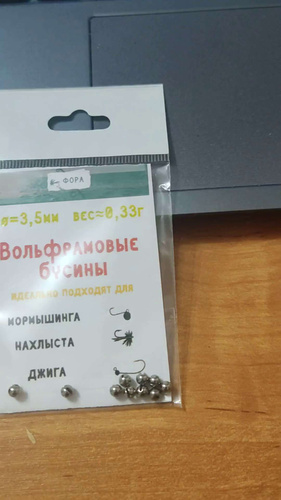 ФОРА
л=3,5мм вес≈0,33г
Вольфрамовые
бусины
идеально подходят для
мормышинга
нахлыста
джига